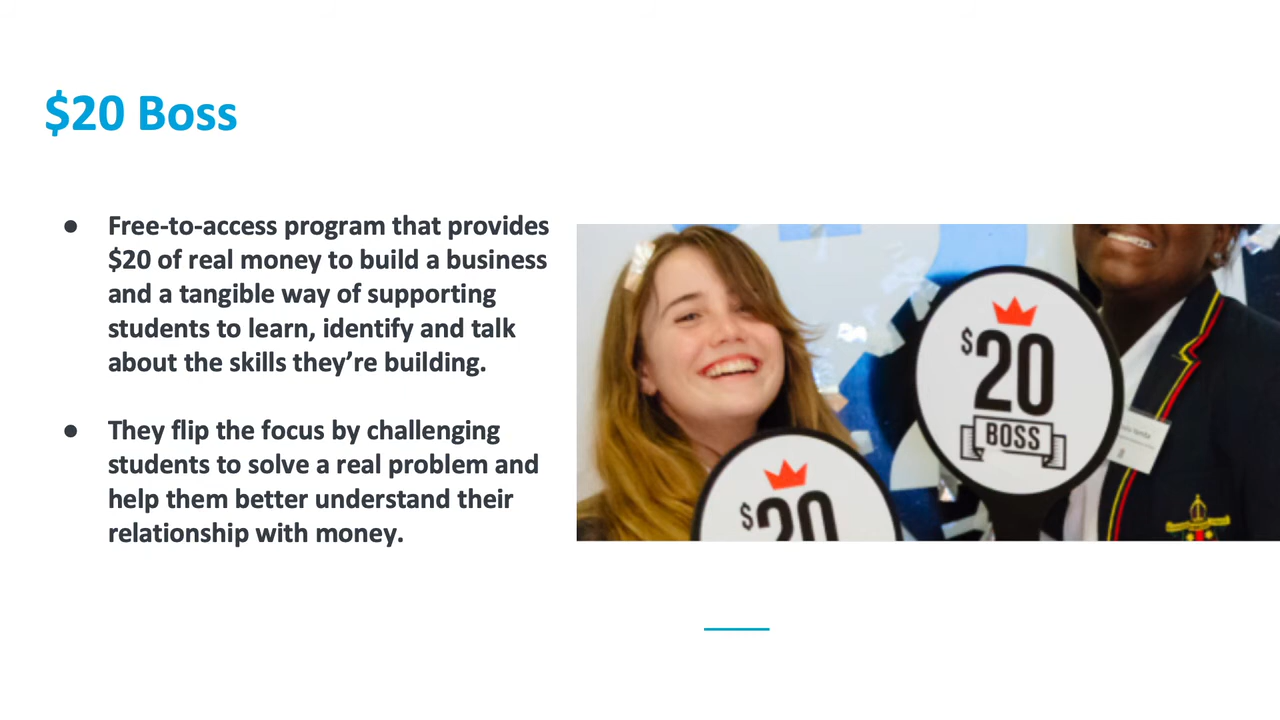 $20 Boss
● Free-to-access program that provides
$20 of real money to build a business
and a tangible way of supporting
students to learn, identify and talk
about the skills they’re building.
● They flip the focus by challenging
students to solve a real problem and
help them better understand their
relationship with money.
$20
BOSS
$20